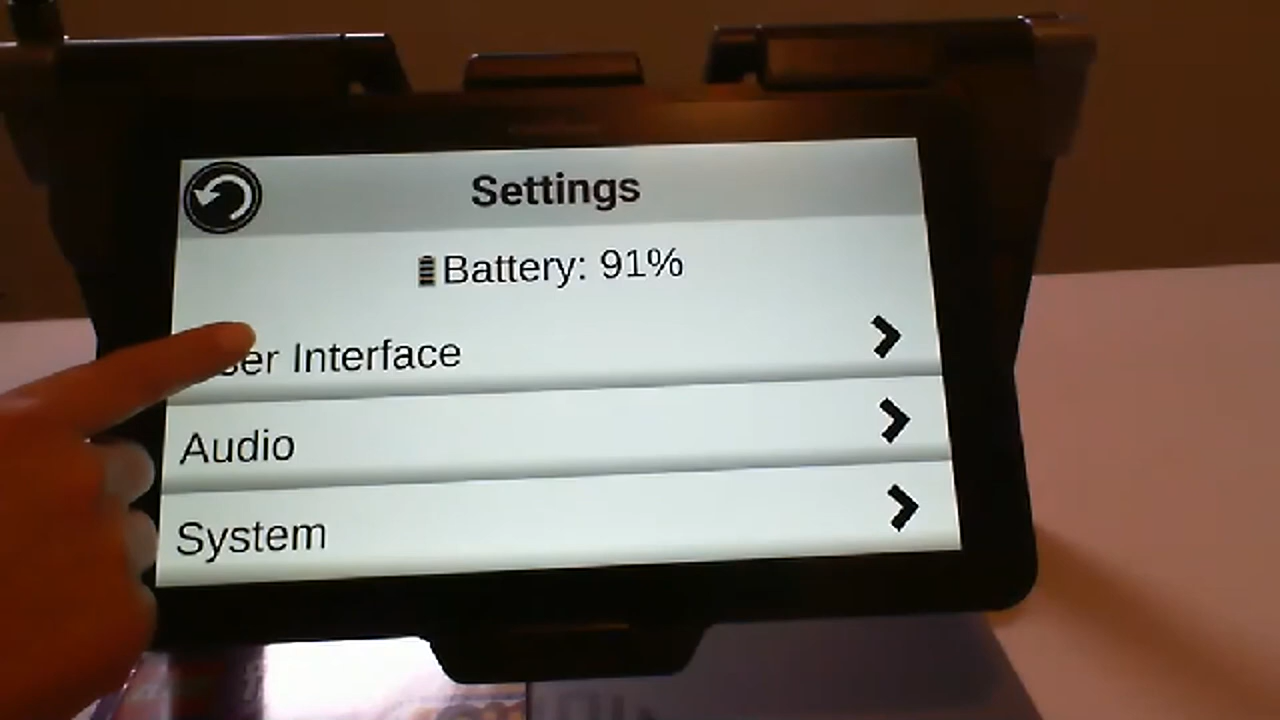 Settings
Battery: 91%
ser Interface
Audio
System